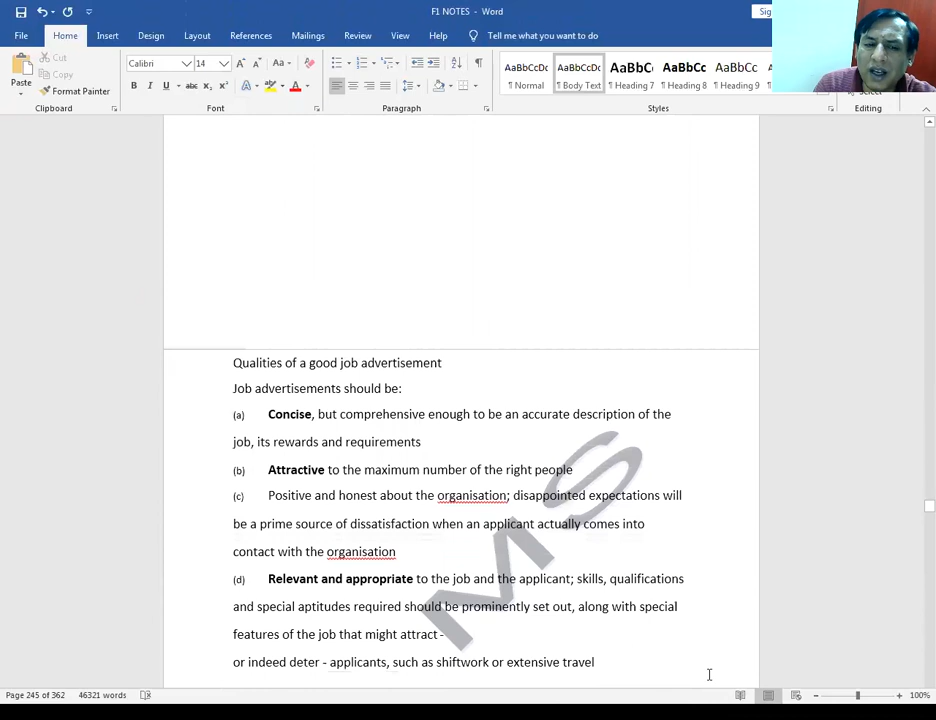 F1 NOTES - Word
File Home Insert Design Layout References Mailings Review View Help Tell me what you want to do
Paste
Cut
Copy
Format Painter
Calibri 14
Aa
B I U abc X₂ X²
AaBbCcDc AaBbCcDc AaBbC AaBbCc AaBbCc
¶ Normal ¶ Body Text ¶ Heading 7 ¶ Heading 8 ¶ Heading 9
Clipboard Font Paragraph Styles Editing
Qualities of a good job advertisement
Job advertisements should be:
(a) Concise, but comprehensive enough to be an accurate description of the
job, its rewards and requirements
(b) Attractive to the maximum number of the right people
(c) Positive and honest about the organisation; disappointed expectations will
be a prime source of dissatisfaction when an applicant actually comes into
contact with the organisation
(d) Relevant and appropriate to the job and the applicant; skills, qualifications
and special aptitudes required should be prominently set out, along with special
features of the job that might attract -
or indeed deter - applicants, such as shiftwork or extensive travel
MS
Page 245 of 362 46321 words
100%